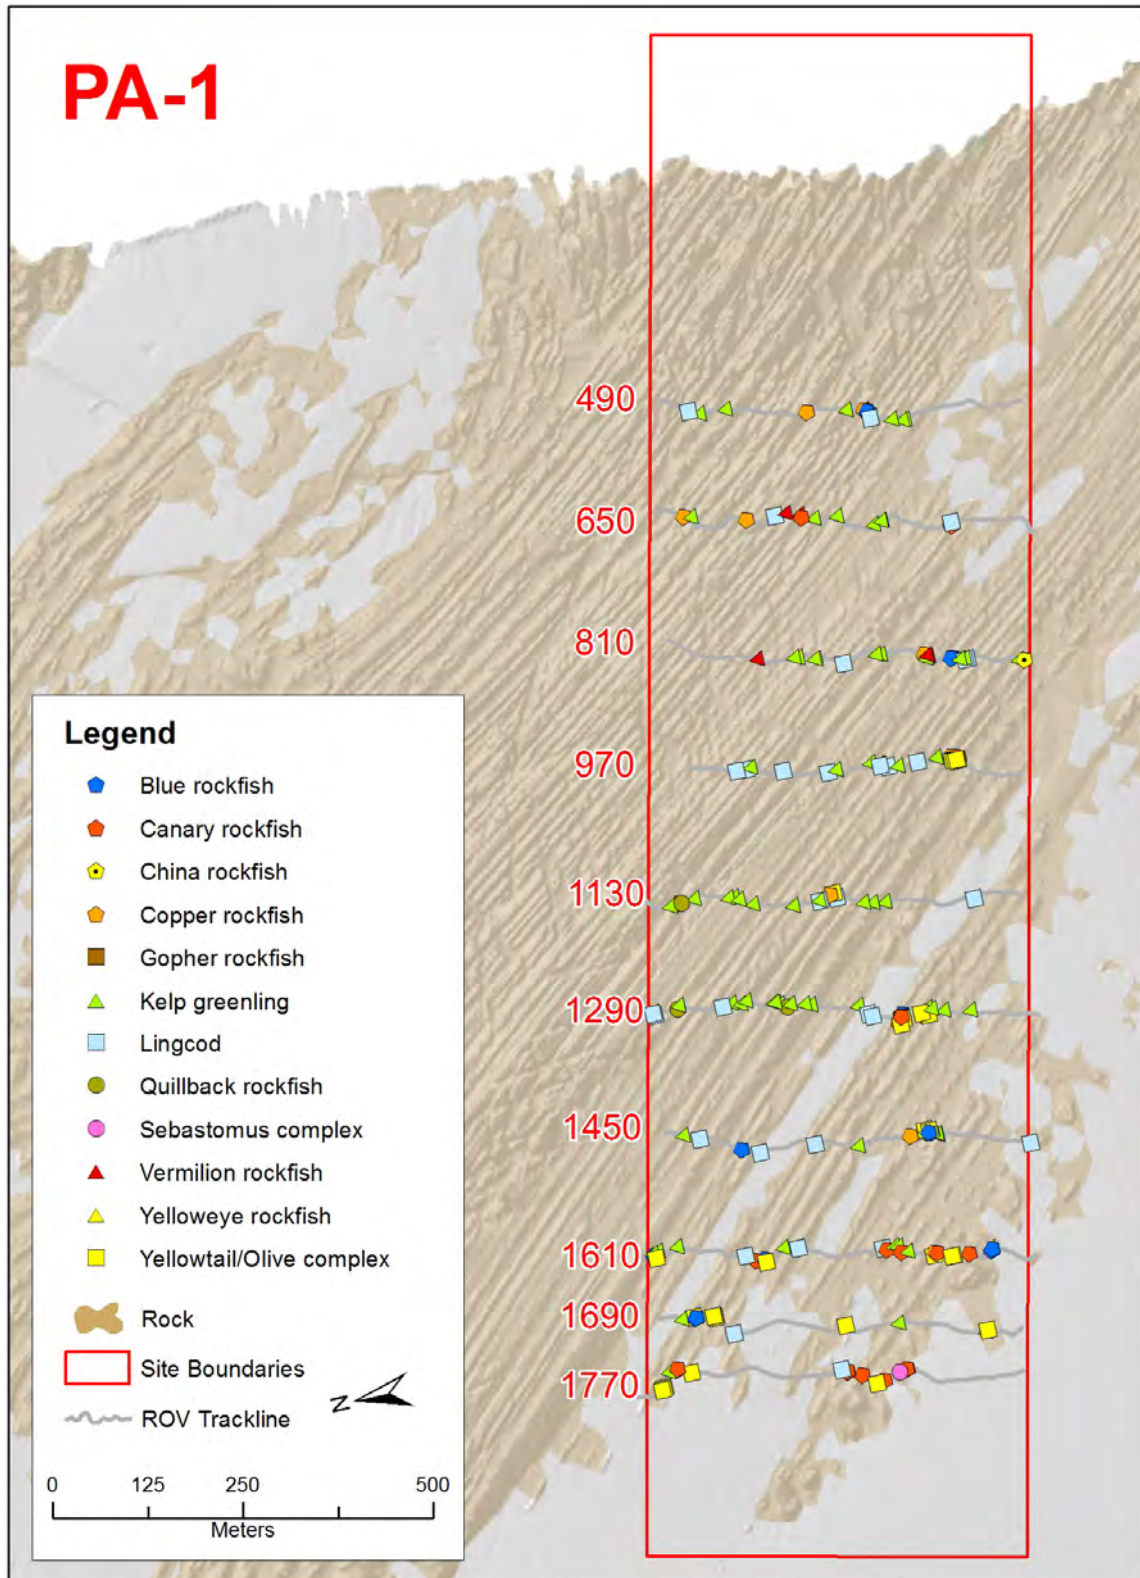 PA-1
490
650
810
970
1130
1290
1450
1610
1690
1770
Legend
Blue rockfish
Canary rockfish
China rockfish
Copper rockfish
Gopher rockfish
Kelp greenling
Lingcod
Quillback rockfish
Sebastomus complex
Vermilion rockfish
Yelloweye rockfish
Yellowtail/Olive complex
Rock
Site Boundaries
ROV Trackline
N
0 125 250 500
Meters